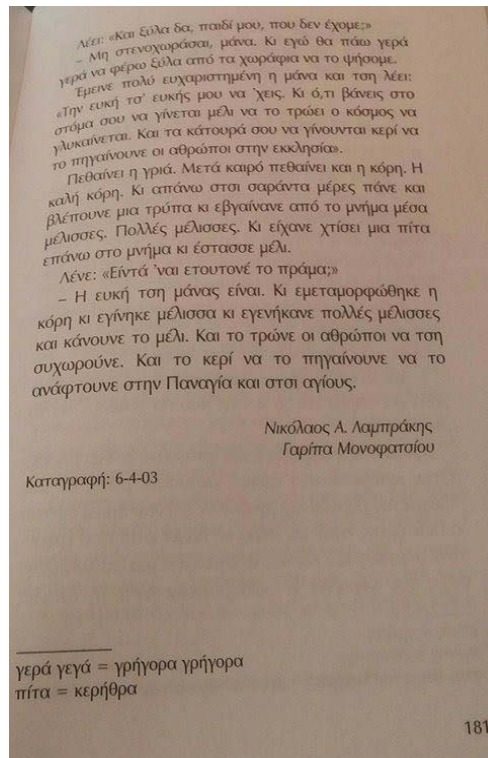 Λέει: «Και ξύλα δα, παιδί μου, που δεν έχομε;»
– Μη στενοχωράσαι, μάνα. Κι εγώ θα πάω γερά
γερά να φέρω ξύλα από τα χωράφια να το ψήσομε.
Έμεινε πολύ ευχαριστημένη η μάνα και τση λέει:
«Την ευκή τσ' ευκής μου να 'χεις. Κι ό,τι βάνεις στο
στόμα σου να γίνεται μέλι να το τρώει ο κόσμος να
γλυκαίνεται. Και τα κάτουρά σου να γίνουνται κερί να
το πηγαίνουνε οι αθρώποι στην εκκλησία».
Πεθαίνει η γριά. Μετά καιρό πεθαίνει και η κόρη. Η
καλή κόρη. Κι απάνω στσι σαράντα μέρες πάνε και
βλέπουνε μια τρύπα κι εβγαίνανε από το μνήμα μέσα
μέλισσες. Πολλές μέλισσες. Κι είχανε χτίσει μια πίτα
επάνω στο μνήμα κι έστασσε μέλι.
Λένε: «Είντά 'ναι ετουτονέ το πράμα;»
– Η ευκή τση μάνας είναι. Κι εμεταμορφώθηκε η
κόρη κι εγίνηκε μέλισσα κι εγενήκανε πολλές μέλισσες
και κάνουνε το μέλι. Και το τρώνε οι αθρώποι να τση
συχωρούνε. Και το κερί να το πηγαίνουνε να το
ανάφτουνε στην Παναγία και στσι αγίους.
Νικόλαος Α. Λαμπράκης
Γαρίπα Μονοφατσίου
Καταγραφή: 6-4-03
γερά γεγά = γρήγορα γρήγορα
πίτα = κερήθρα
181